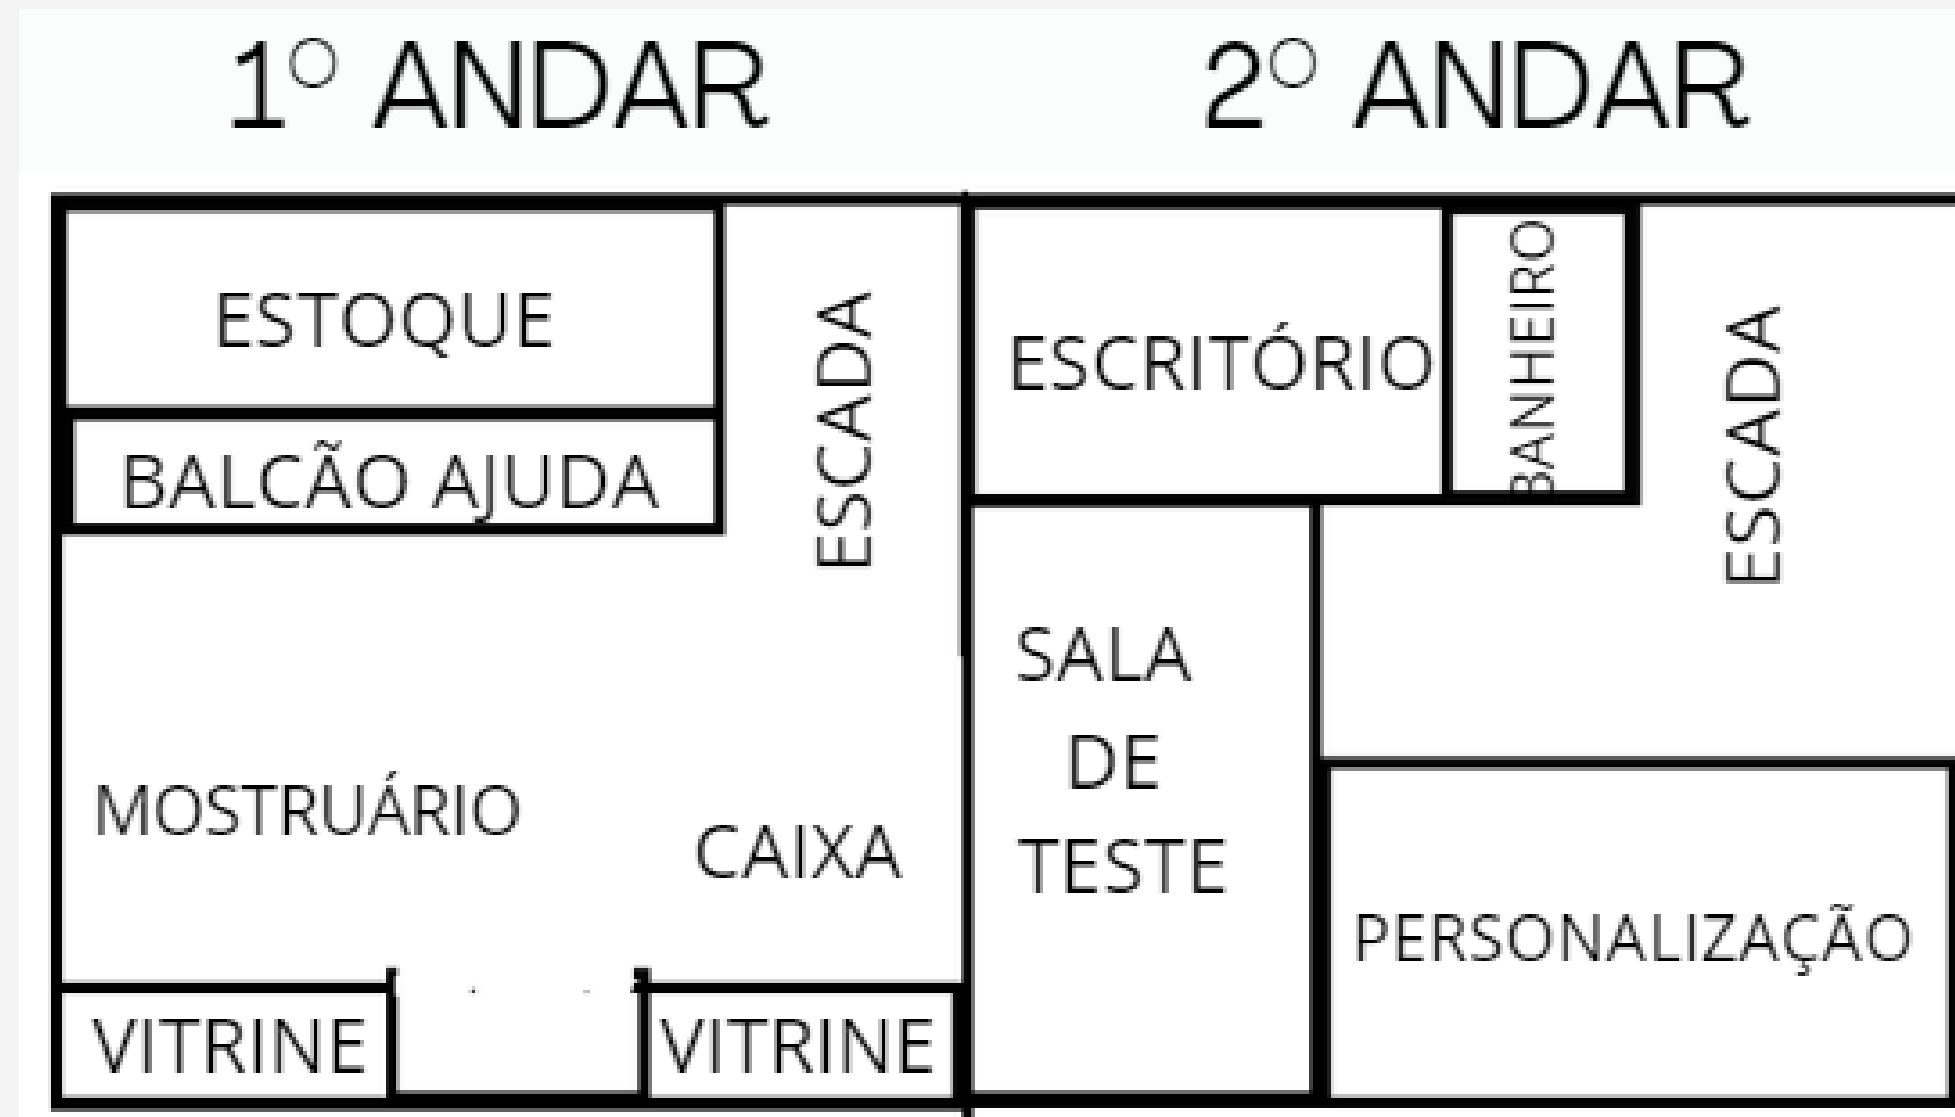 1º ANDAR
2º ANDAR
ESTOQUE
BALCÃO AJUDA
ESCADA
MOSTRUÁRIO
CAIXA
VITRINE
VITRINE
ESCRITÓRIO
BANHEIRO
ESCADA
SALA
DE
TESTE
PERSONALIZAÇÃO